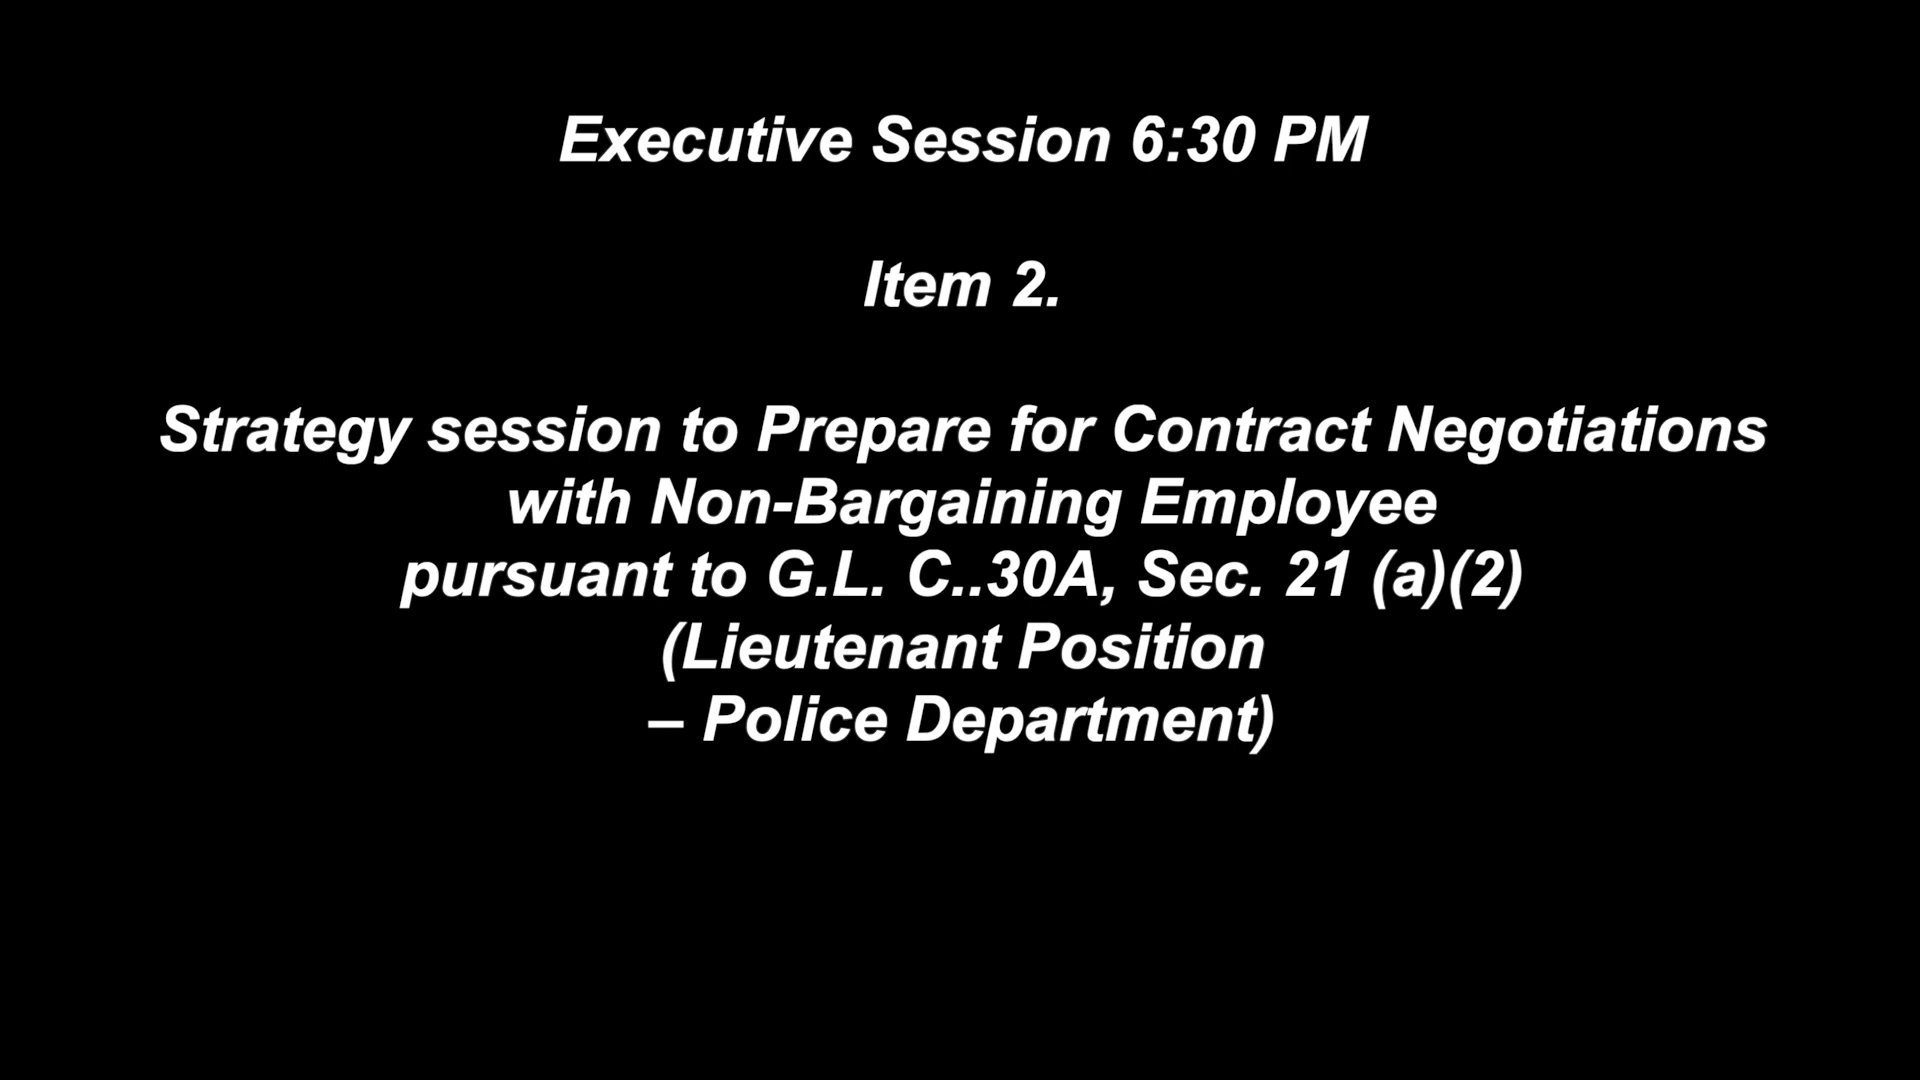 Executive Session 6:30 PM
Item 2.
Strategy session to Prepare for Contract Negotiations
with Non-Bargaining Employee
pursuant to G.L. C..30A, Sec. 21 (a)(2)
(Lieutenant Position
– Police Department)